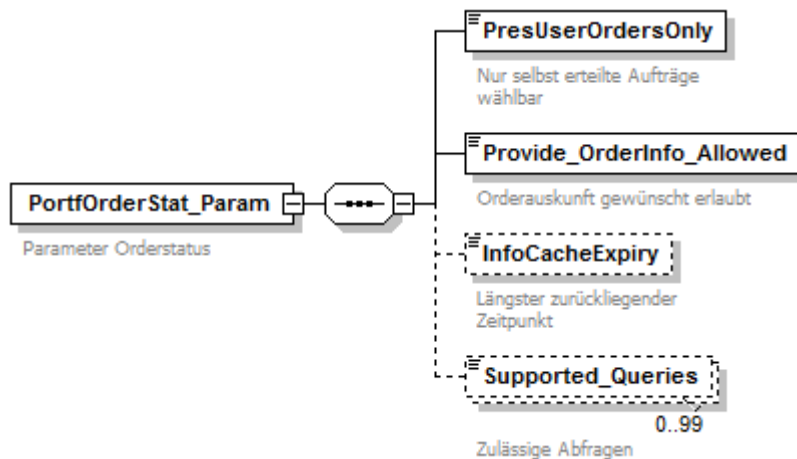 PresUserOrdersOnly
Nur selbst erteilte Aufträge
wählbar
Provide_OrderInfo_Allowed
Orderauskunft gewünscht erlaubt
PortfOrderStat_Param
Parameter Orderstatus
InfoCacheExpiry
Längster zurückliegender
Zeitpunkt
Supported_Queries
0..99
Zulässige Abfragen